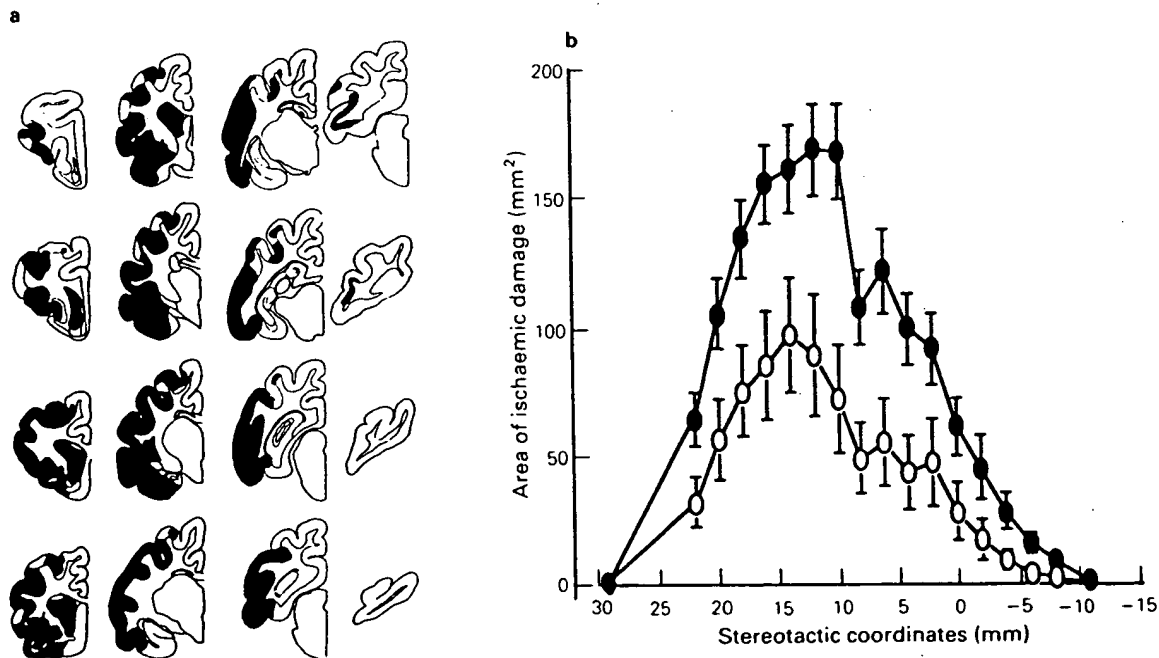 a
b
200
150
100
50
0
Area of ischaemic damage (mm²)
30 25 20 15 10 5 0 −5 −10 −15
Stereotactic coordinates (mm)